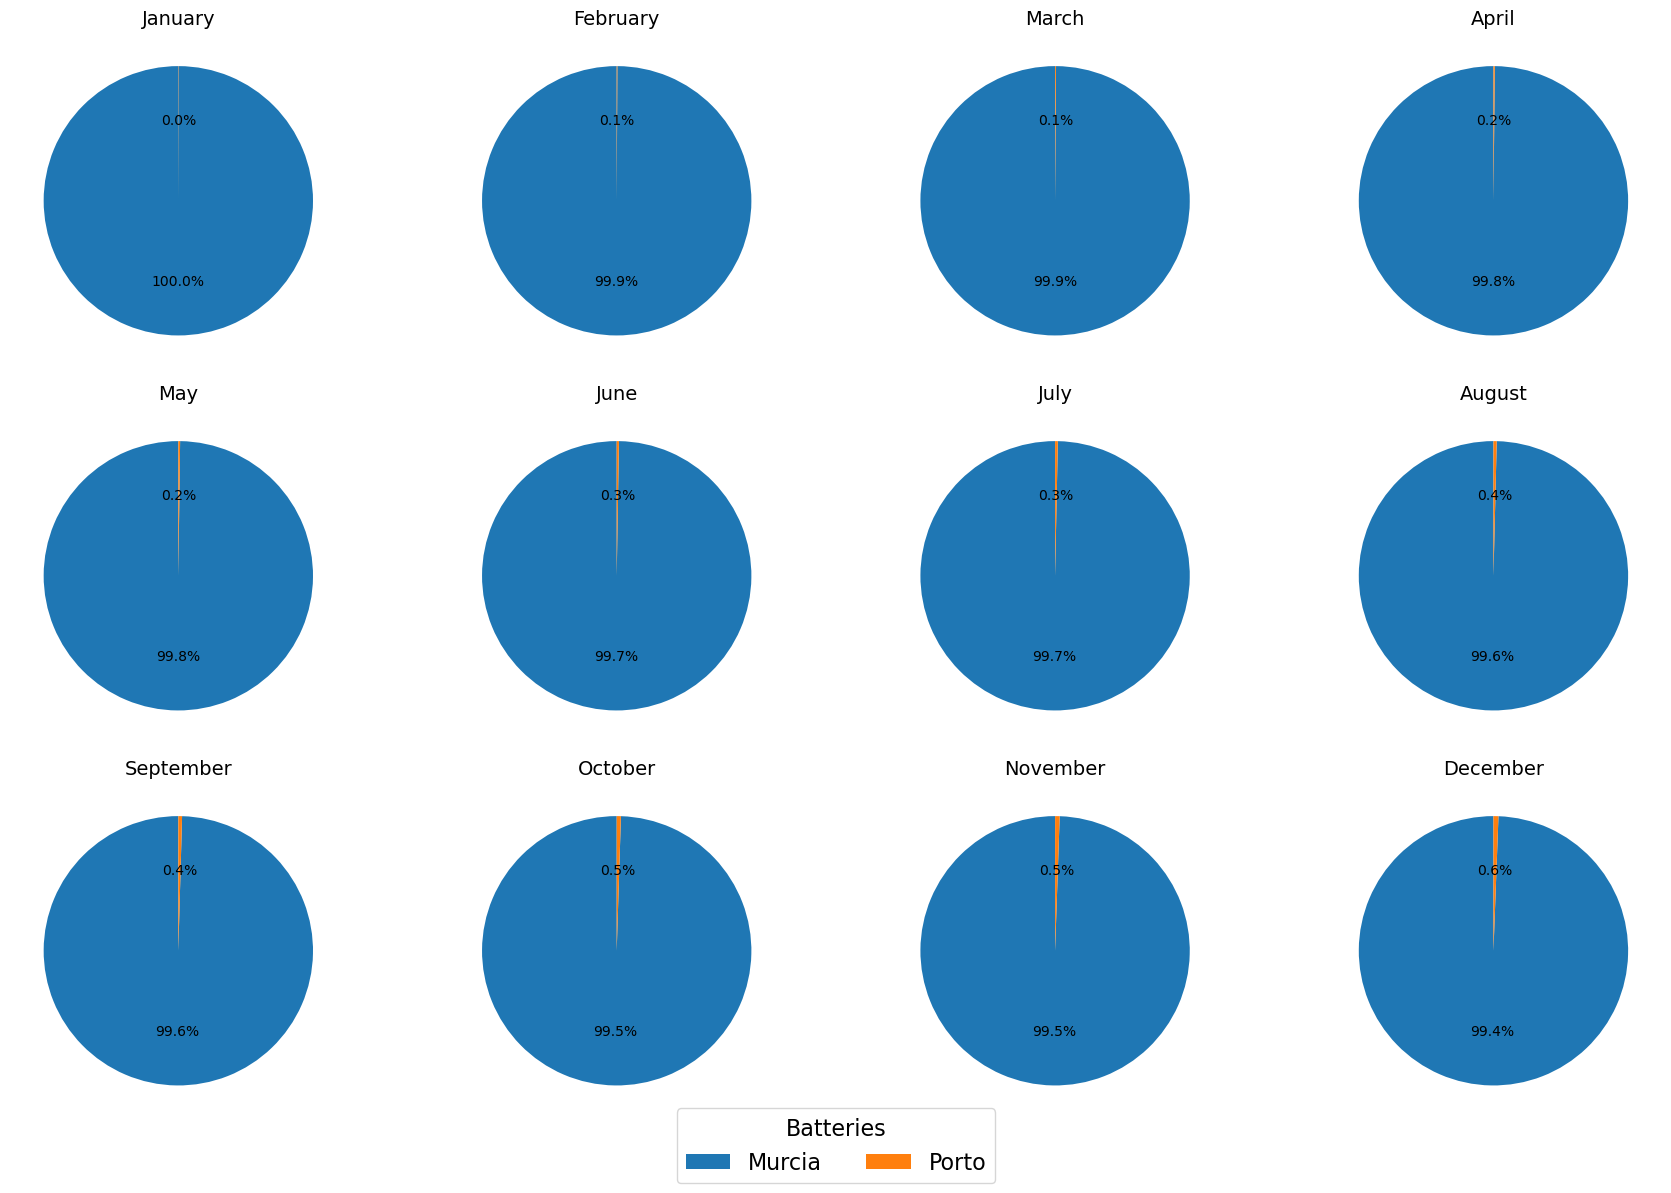 January
February
March
April
0.0%
0.1%
0.1%
0.2%
100.0%
99.9%
99.9%
99.8%
May
June
July
August
0.2%
0.3%
0.3%
0.4%
99.8%
99.7%
99.7%
99.6%
September
October
November
December
0.4%
0.5%
0.5%
0.6%
99.6%
99.5%
99.5%
99.4%
Batteries
Murcia
Porto